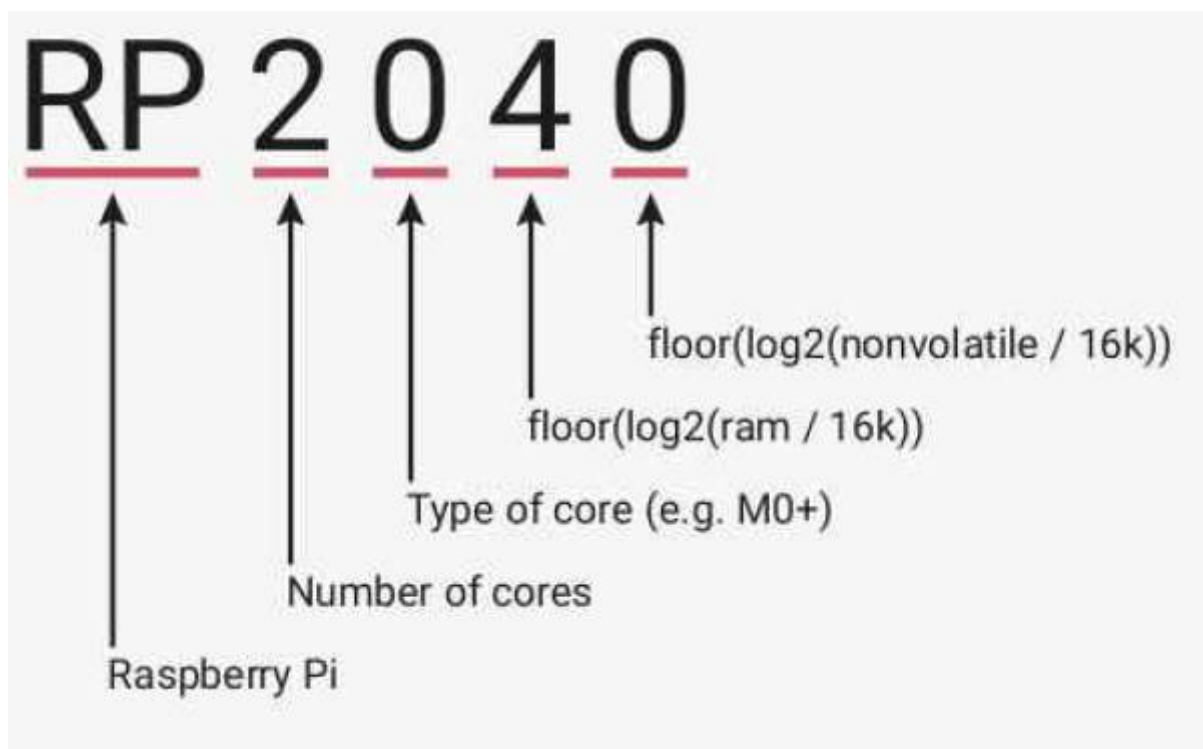 RP 2 0 4 0
floor(log2(nonvolatile / 16k))
floor(log2(ram / 16k))
Type of core (e.g. M0+)
Number of cores
Raspberry Pi